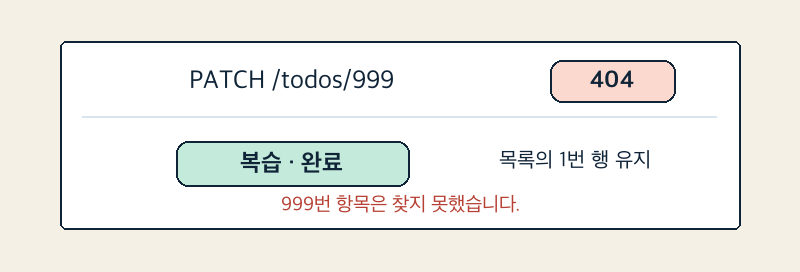 PATCH /todos/999
404
복습 · 완료
목록의 1번 행 유지
999번 항목은 찾지 못했습니다.